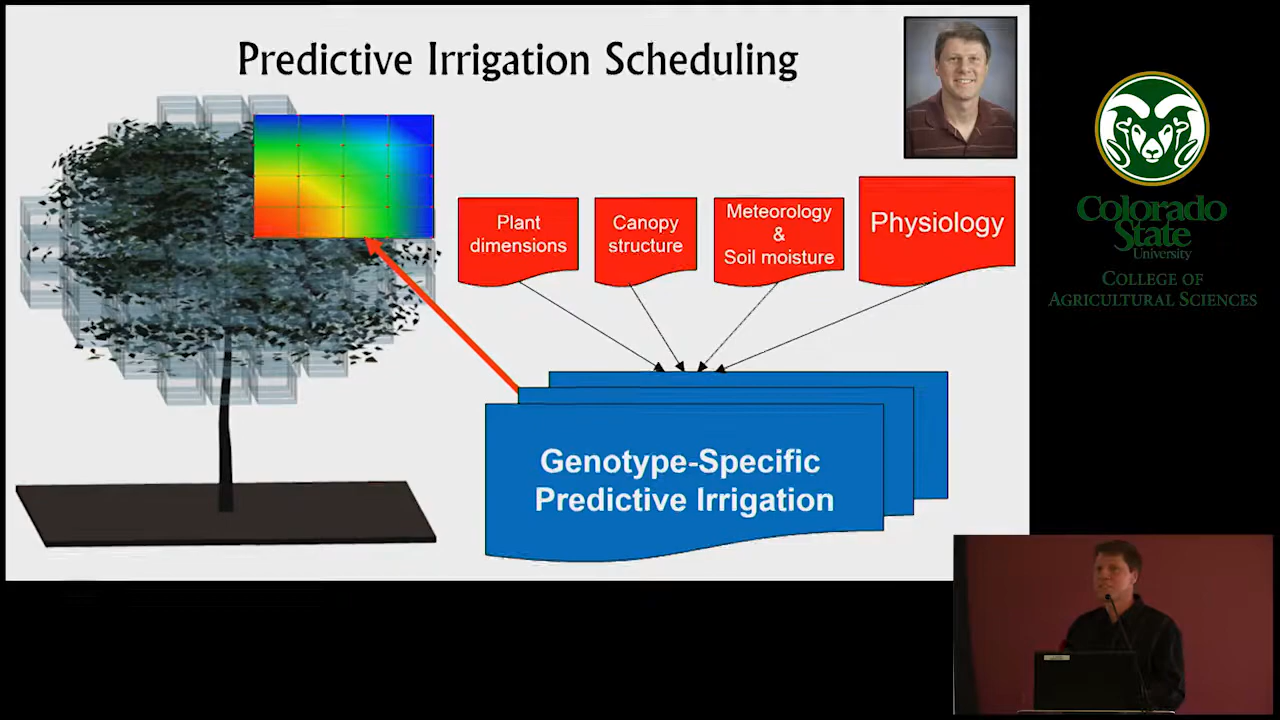 Predictive Irrigation Scheduling
Plant
dimensions
Canopy
structure
Meteorology
&
Soil moisture
Physiology
Genotype-Specific
Predictive Irrigation
Colorado
State
University
COLLEGE OF
AGRICULTURAL SCIENCES